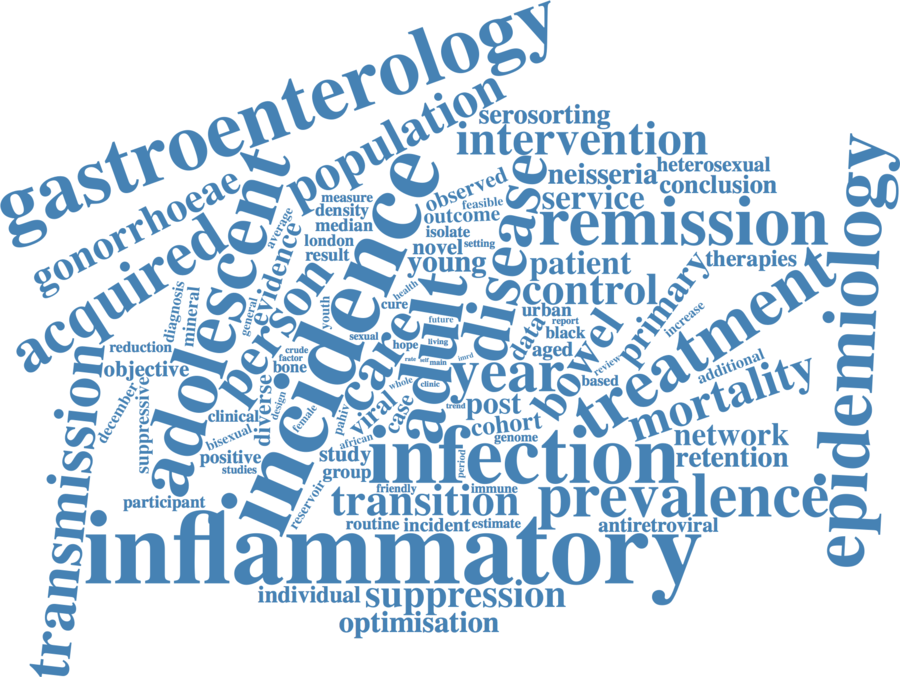 gastroenterology
population
gonorrhoeae
acquired
adolescent
serosorting
intervention
neisseria
heterosexual
conclusion
service
observed
feasible
outcome
isolate
novel
setting
young
measure
density
median
london
result
average
evidence
general
diagnosis
mineral
person
incidence
youth
disease
remission
patient
control
therapies
primary
epidemiology
treatment
increase
urban
report
black
data
aged
bowel
review
based
additional
mortality
health
cure
care
adult
future
living
sexual
hope
rate
self
main
imrd
whole
clinic
year
trend
post
cohort
genome
case
viral
pahiv
african
female
crude
factor
bone
design
diverse
reduction
objective
december
suppressive
transmission
clinical
bisexual
positive
studies
participant
study
group
reservoir
infection
period
friendly
immune
transition
prevalence
network
retention
routine
incident
estimate
antiretroviral
inflammatory
individual
suppression
optimisation